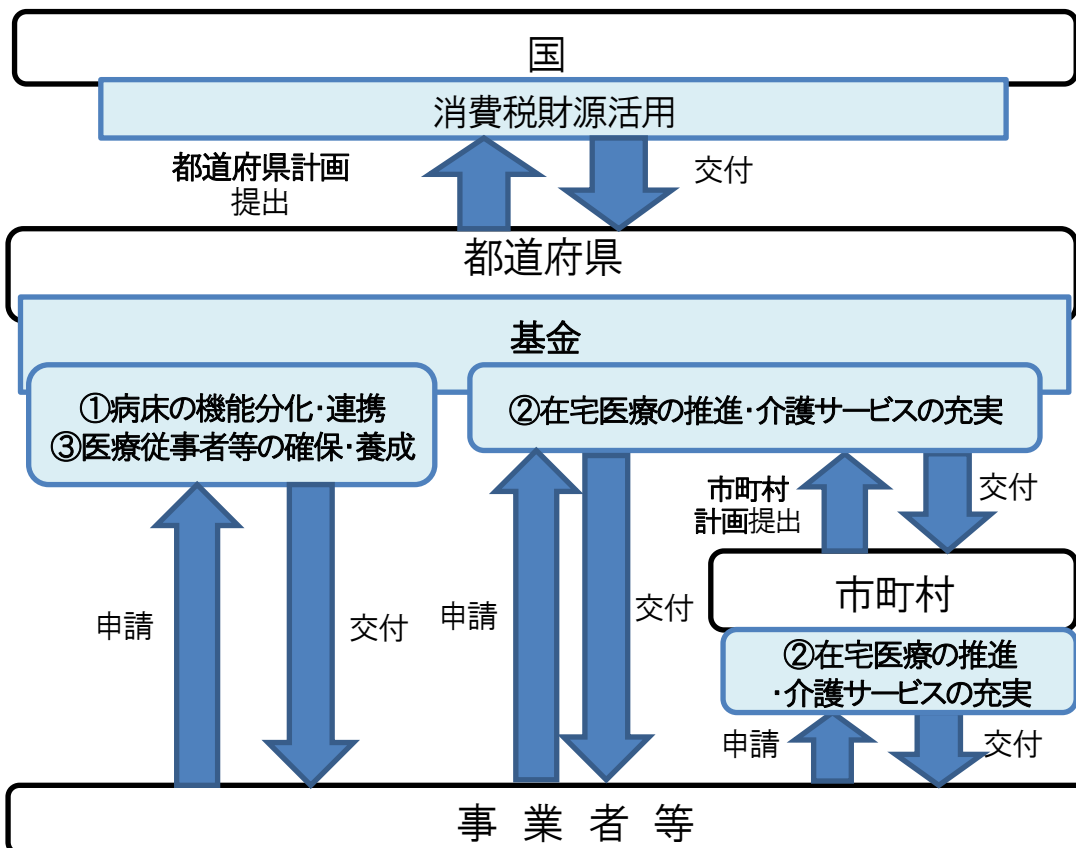 国
消費税財源活用
都道府県計画
提出
交付
都道府県
基金
①病床の機能分化・連携
③医療従事者等の確保・養成
②在宅医療の推進・介護サービスの充実
市町村
計画提出
交付
市町村
申請
交付
申請
交付
②在宅医療の推進
・介護サービスの充実
申請
交付
事業者等